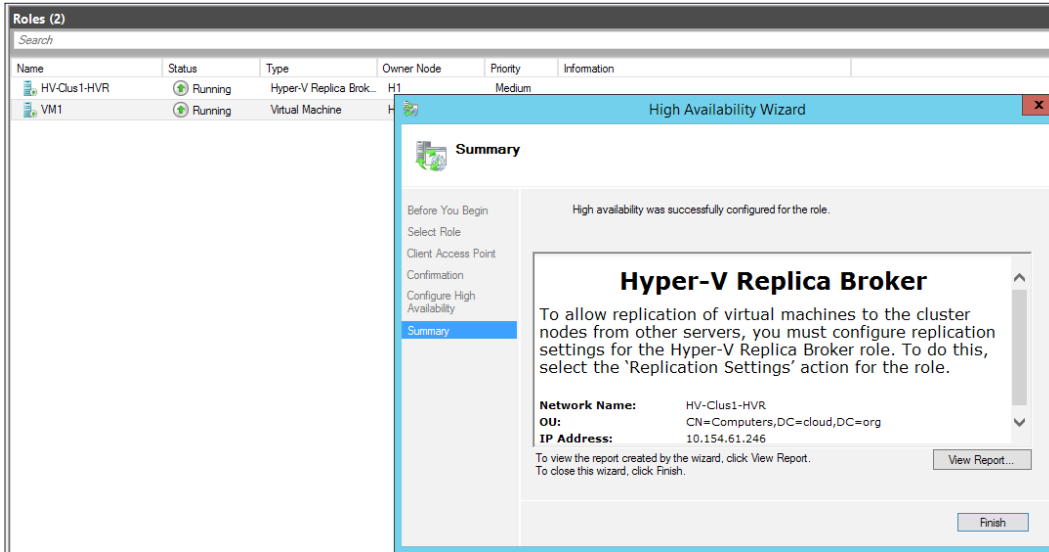 Roles (2)
Search
Name Status Type Owner Node Priority Information
HV-Clus1-HVR Running Hyper-V Replica Brok... H1 Medium
VM1 Running Virtual Machine H
High Availability Wizard
x
Summary
Before You Begin
Select Role
Client Access Point
Confirmation
Configure High
Availability
Summary
High availability was successfully configured for the role.
Hyper-V Replica Broker
To allow replication of virtual machines to the cluster
nodes from other servers, you must configure replication
settings for the Hyper-V Replica Broker role. To do this,
select the ‘Replication Settings’ action for the role.
Network Name: HV-Clus1-HVR
OU: CN=Computers,DC=cloud,DC=org
IP Address: 10.154.61.246
To view the report created by the wizard, click View Report.
To close this wizard, click Finish.
View Report...
Finish